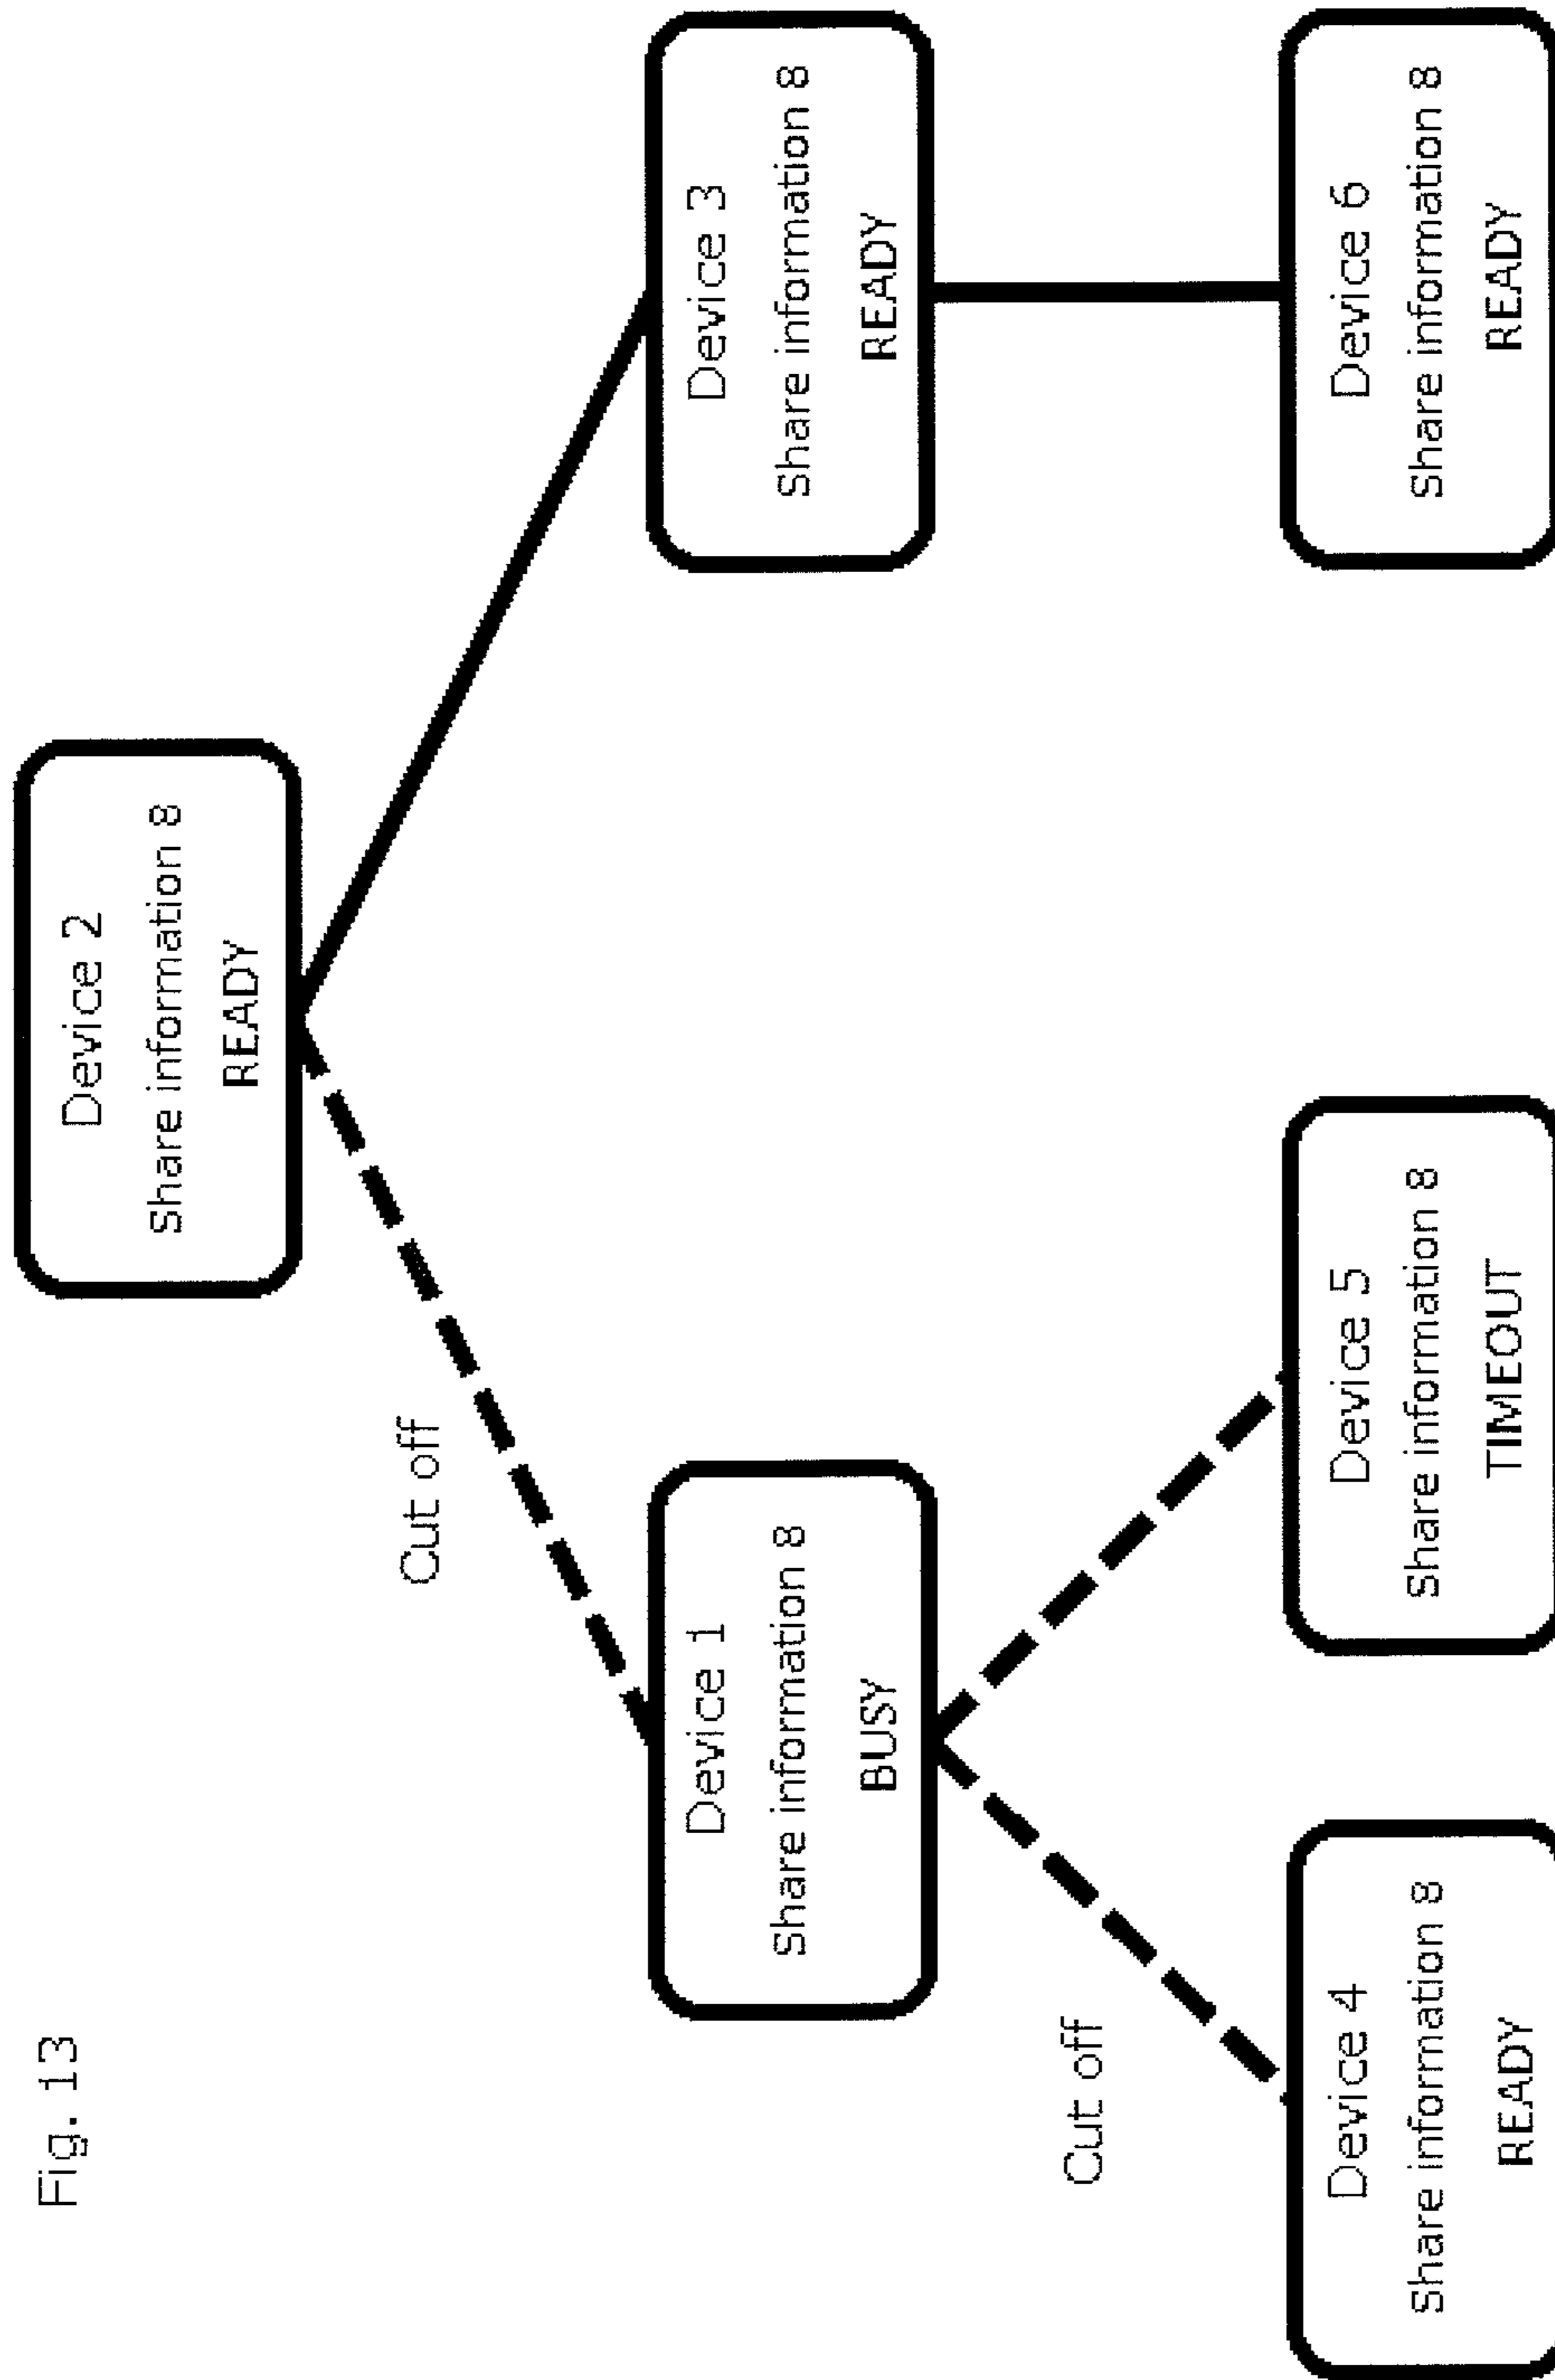 Fig. 13
Device 2
Share information 8
READY
Cut off
Device 1
Share information 8
BUSY
Device 3
Share information 8
READY
Cut off
Device 4
Share information 8
READY
Device 5
Share information 8
TIMEOUT
Device 6
Share information 8
READY